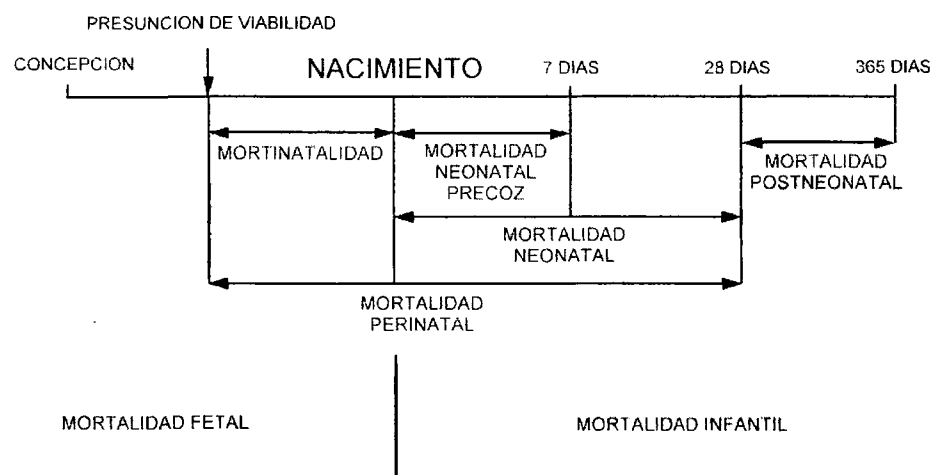 PRESUNCION DE VIABILIDAD
CONCEPCION
NACIMIENTO
7 DIAS
28 DIAS
365 DIAS
MORTINATALIDAD
MORTALIDAD
NEONATAL
PRECOZ
MORTALIDAD
POSTNEONATAL
MORTALIDAD
NEONATAL
MORTALIDAD
PERINATAL
MORTALIDAD FETAL
MORTALIDAD INFANTIL